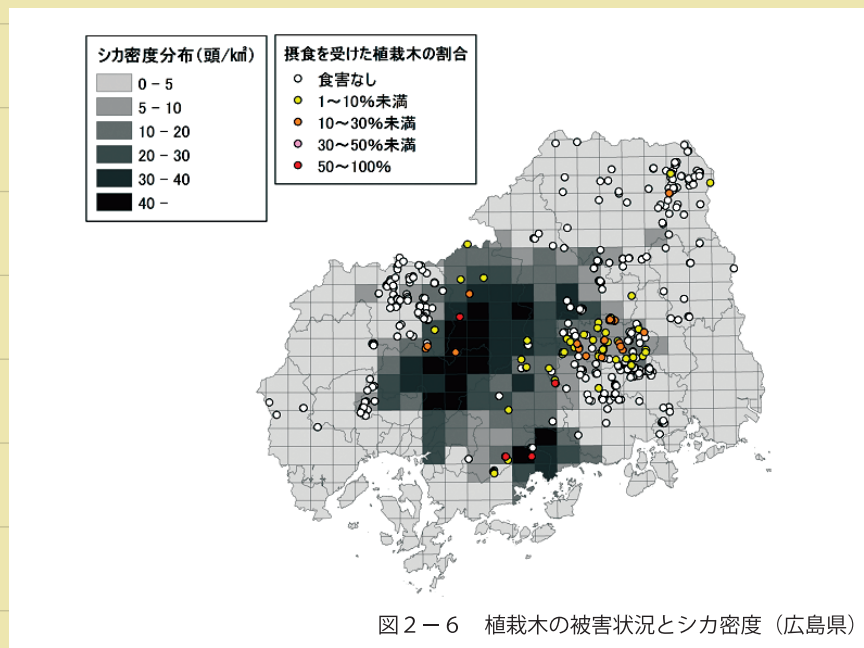 シカ密度分布(頭/k㎡)
0 - 5
5 - 10
10 - 20
20 - 30
30 - 40
40 -
摂食を受けた植栽木の割合
食害なし
1～10%未満
10～30%未満
30～50%未満
50～100%
図2－6　植栽木の被害状況とシカ密度（広島県）